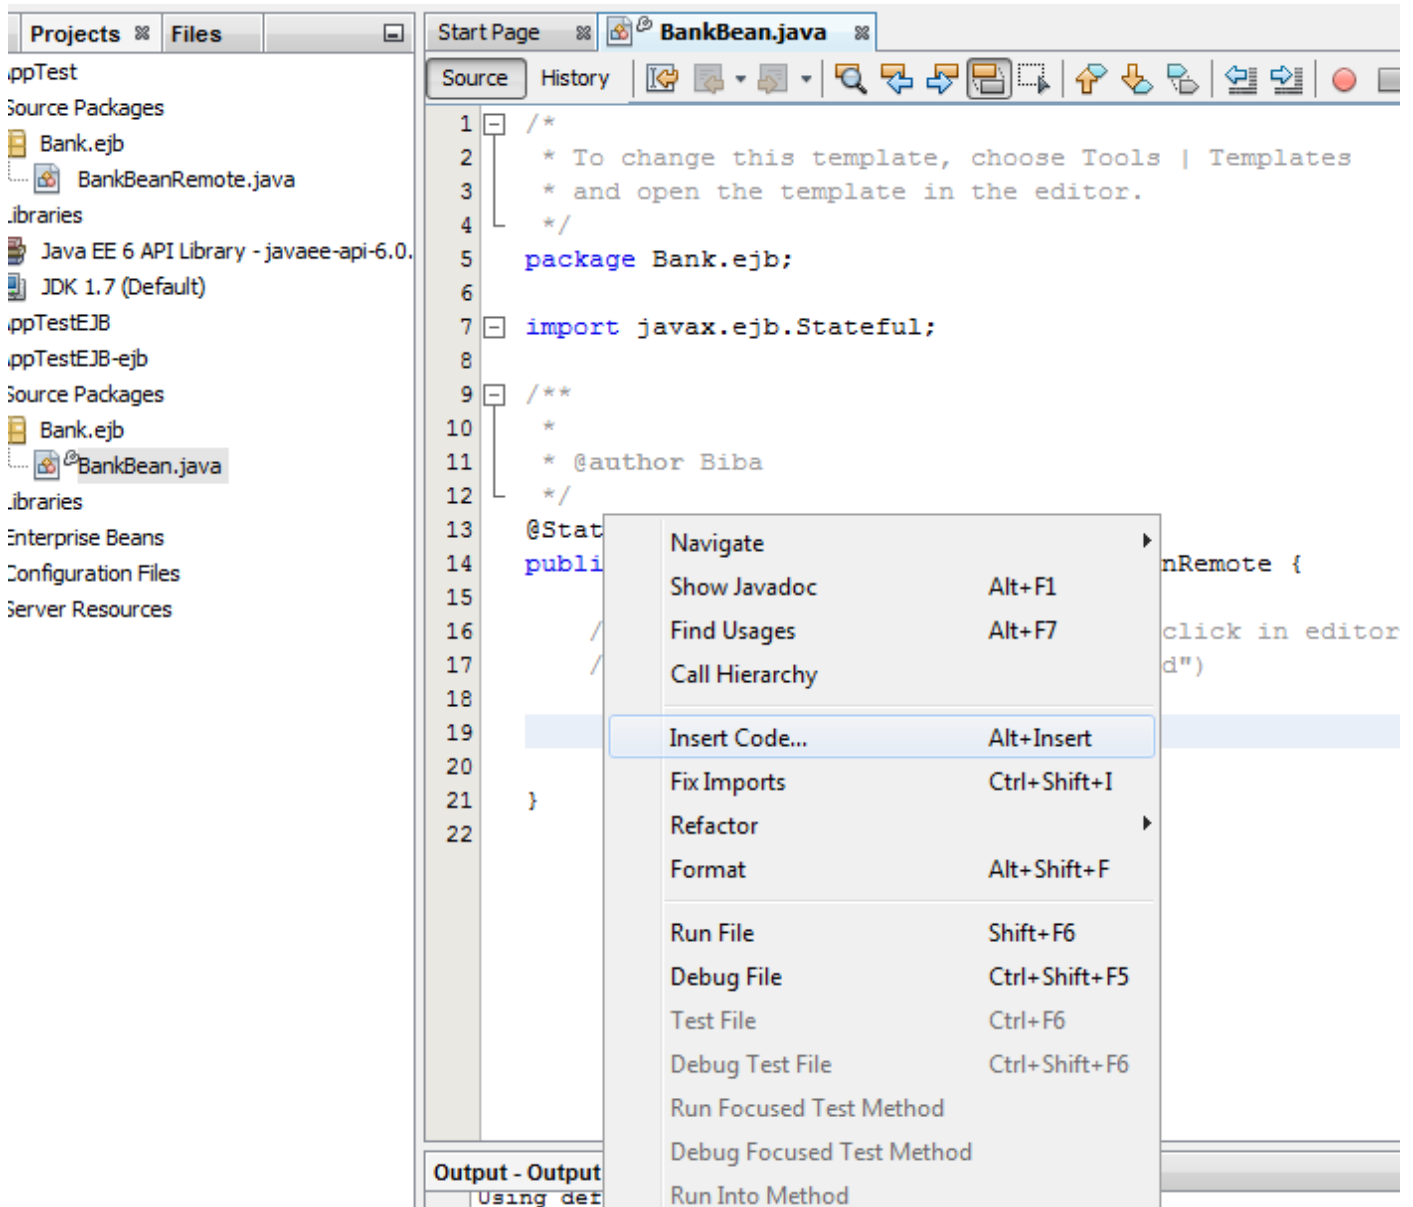 Projects Files
ppTest
Source Packages
Bank.ejb
BankBeanRemote.java
ibraries
Java EE 6 API Library - javaee-api-6.0.
JDK 1.7 (Default)
ppTestEJB
ppTestEJB-ejb
Source Packages
Bank.ejb
BankBean.java
ibraries
Enterprise Beans
Configuration Files
Server Resources
Start Page BankBean.java
Source History
1 /*
2 * To change this template, choose Tools | Templates
3 * and open the template in the editor.
4 */
5 package Bank.ejb;
6
7 import javax.ejb.Stateful;
8
9 /**
10 *
11 * @author Biba
12 */
13 @Stat
14 publi nRemote {
15
16 / click in editor
17 / d")
18
19
20
21 }
22
Navigate
Show Javadoc Alt+F1
Find Usages Alt+F7
Call Hierarchy
Insert Code... Alt+Insert
Fix Imports Ctrl+Shift+I
Refactor
Format Alt+Shift+F
Run File Shift+F6
Debug File Ctrl+Shift+F5
Test File Ctrl+F6
Debug Test File Ctrl+Shift+F6
Run Focused Test Method
Debug Focused Test Method
Run Into Method
Output - Output
Using def